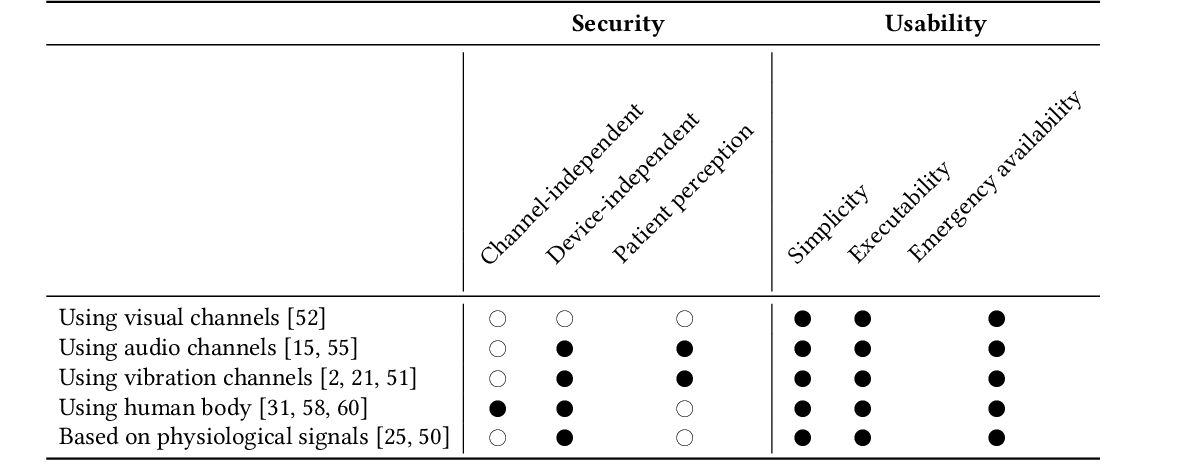 Security Usability
Channel-independent
Device-independent
Patient perception
Simplicity
Executability
Emergency availability
Using visual channels [52] ○ ○ ○ ● ● ●
Using audio channels [15, 55] ○ ● ● ● ● ●
Using vibration channels [2, 21, 51] ○ ● ● ● ● ●
Using human body [31, 58, 60] ● ● ○ ● ● ●
Based on physiological signals [25, 50] ○ ● ○ ● ● ●